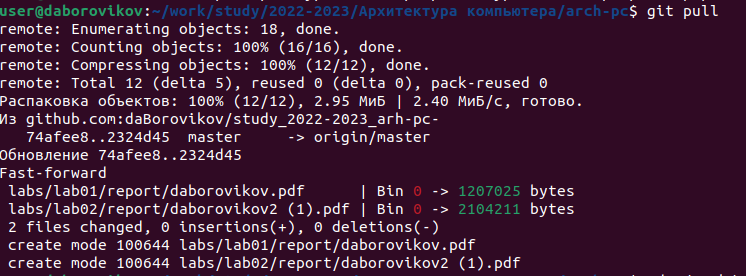 user@daborovikov:~/work/study/2022-2023/Архитектура компьютера/arch-pc$ git pull
remote: Enumerating objects: 18, done.
remote: Counting objects: 100% (16/16), done.
remote: Compressing objects: 100% (12/12), done.
remote: Total 12 (delta 5), reused 0 (delta 0), pack-reused 0
Распаковка объектов: 100% (12/12), 2.95 МиБ | 2.40 МиБ/с, готово.
Из github.com:daBorovikov/study_2022-2023_arh-pc-
   74afee8..2324d45  master     -> origin/master
Обновление 74afee8..2324d45
Fast-forward
 labs/lab01/report/daborovikov.pdf      | Bin 0 -> 1207025 bytes
 labs/lab02/report/daborovikov2 (1).pdf | Bin 0 -> 2104211 bytes
 2 files changed, 0 insertions(+), 0 deletions(-)
 create mode 100644 labs/lab01/report/daborovikov.pdf
 create mode 100644 labs/lab02/report/daborovikov2 (1).pdf